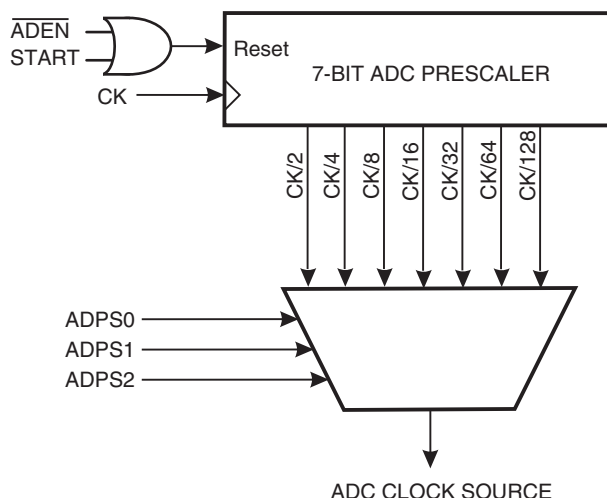 ADEN
START
Reset
7-BIT ADC PRESCALER
CK
CK/2
CK/4
CK/8
CK/16
CK/32
CK/64
CK/128
ADPS0
ADPS1
ADPS2
ADC CLOCK SOURCE